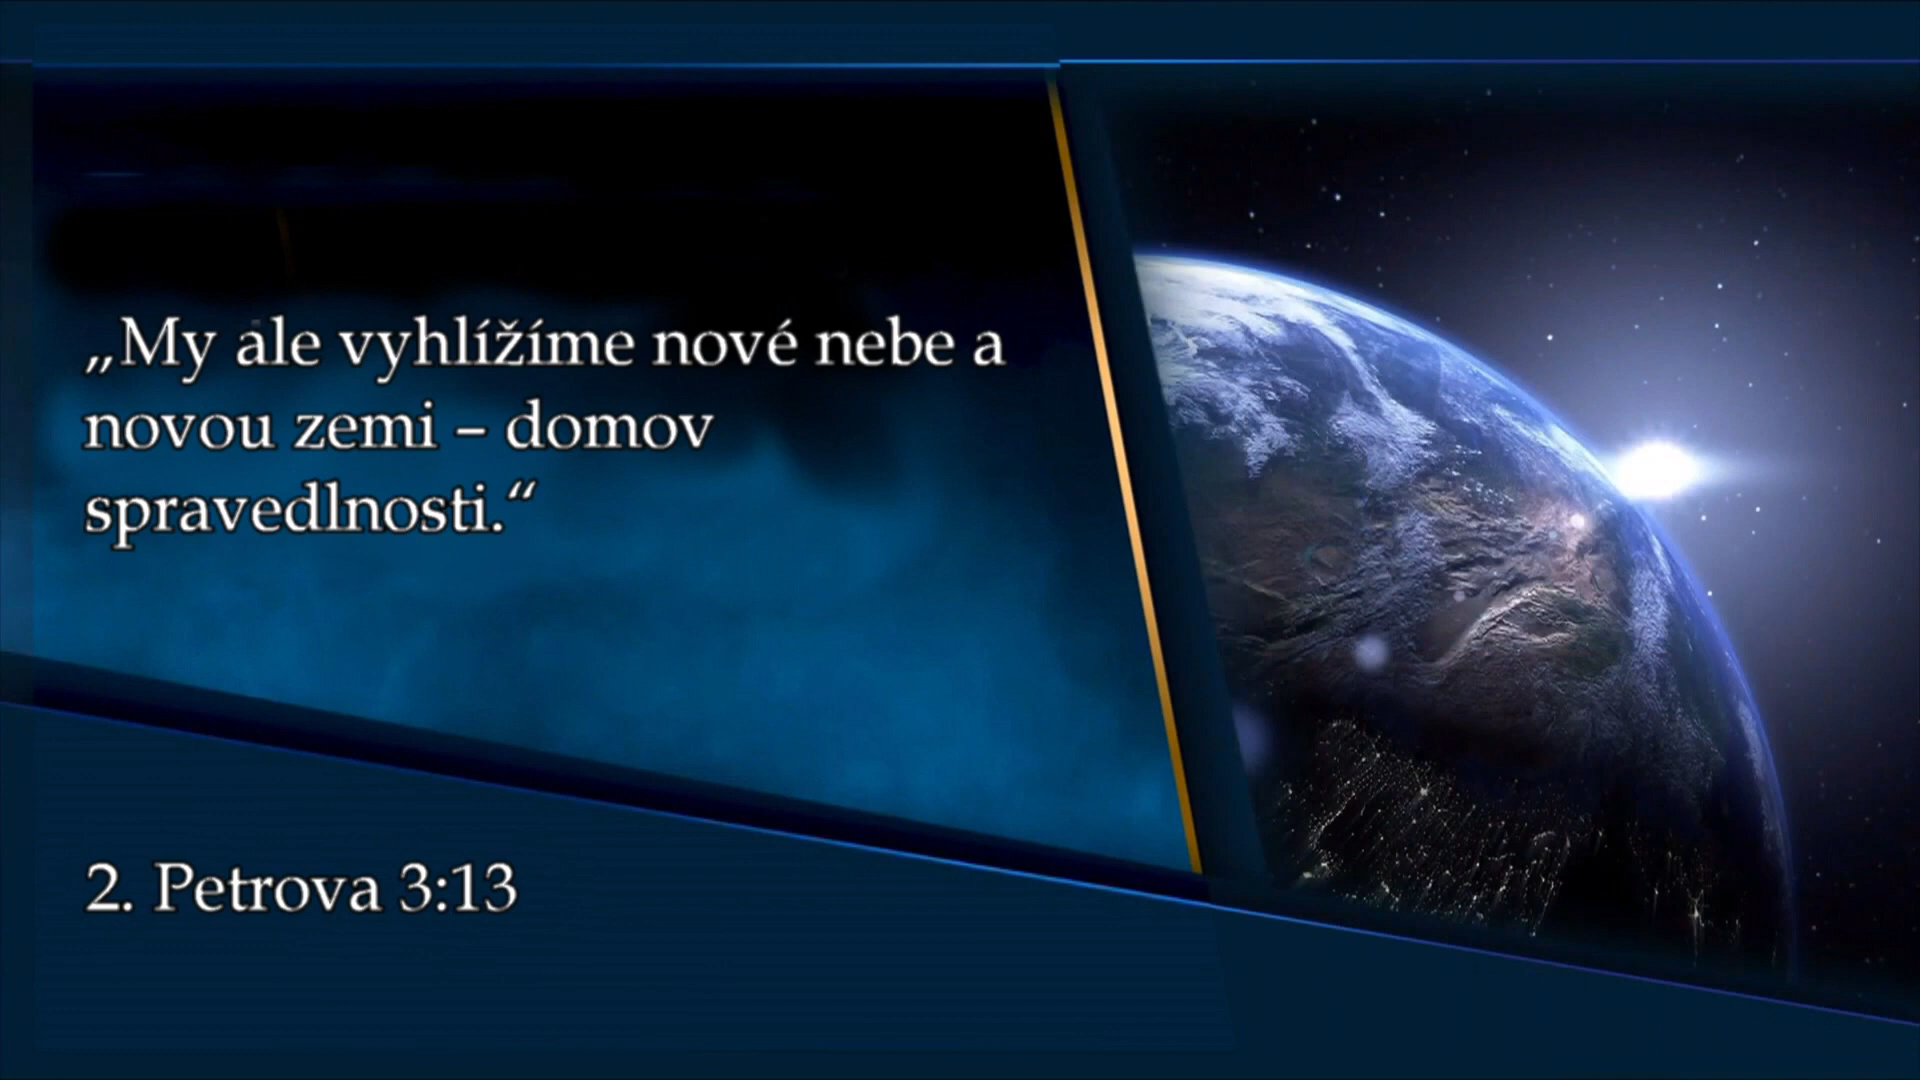 „My ale vyhlížíme nové nebe a
novou zemi – domov
spravedlnosti.“
2. Petrova 3:13